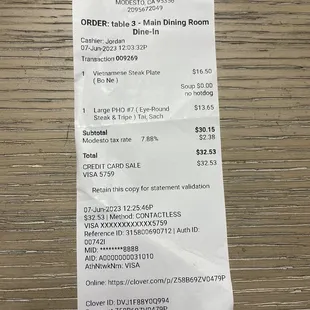 MODESTO, CA 95356
2095672049
ORDER: table 3 - Main Dining Room
Dine-In
Cashier: Jordan
07-Jun-2023 12:03:32P
Transaction 009269
1 Vietnamese Steak Plate $16.50
( Bo Ne )
Soup $0.00
no hotdog
1 Large PHO #7 ( Eye-Round $13.65
Steak & Tripe ) Tai, Sach
Subtotal $30.15
Modesto tax rate 7.88% $2.38
Total $32.53
CREDIT CARD SALE $32.53
VISA 5759
Retain this copy for statement validation
07-Jun-2023 12:25:46P
$32.53 | Method: CONTACTLESS
VISA XXXXXXXXXXXX5759
Reference ID: 315800690712 | Auth ID:
00742I
MID: ********8888
AID: A0000000031010
AthNtwkNm: VISA
Online: https://clover.com/p/Z58B69ZV0479P
Clover ID: DVJ1F88Y0Q994